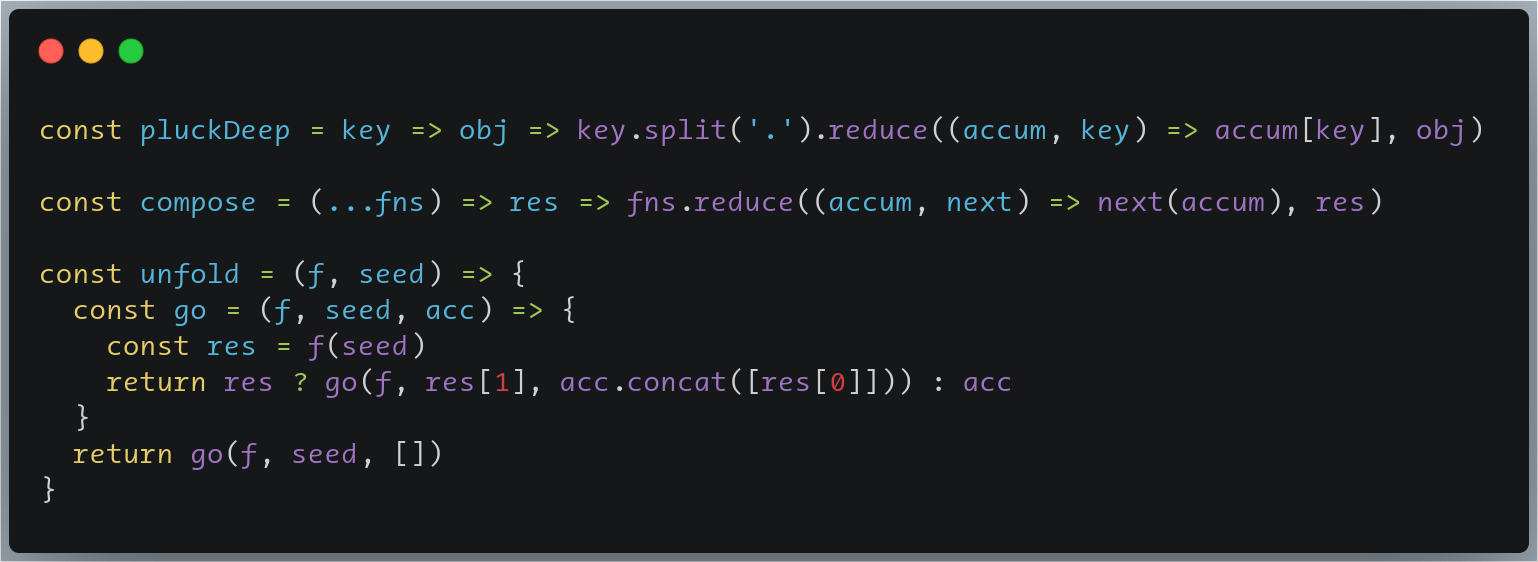 const pluckDeep = key => obj => key.split('.').reduce((accum, key) => accum[key], obj)
const compose = (...fns) => res => fns.reduce((accum, next) => next(accum), res)
const unfold = (f, seed) => {
  const go = (f, seed, acc) => {
    const res = f(seed)
    return res ? go(f, res[1], acc.concat([res[0]])) : acc
  }
  return go(f, seed, [])
}